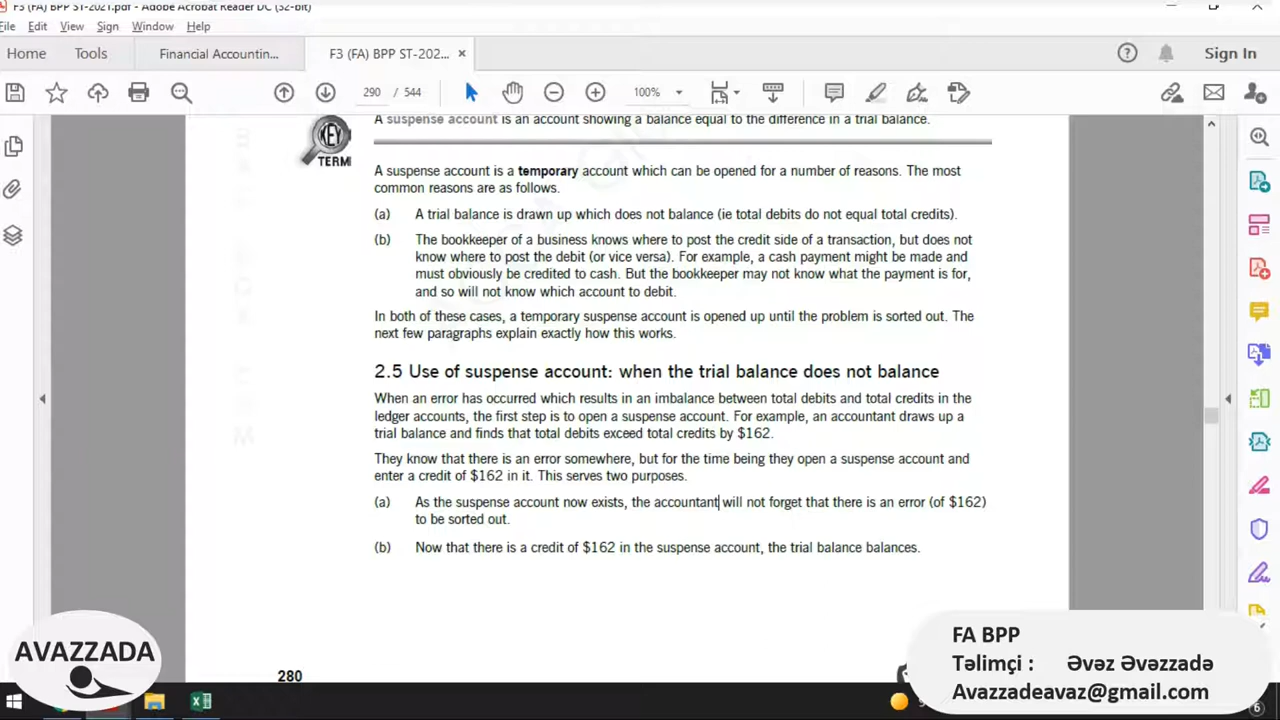 F3 (FA) BPP ST-2021.pdf - Adobe Acrobat Reader DC (32-bit)
File Edit View Sign Window Help
Home Tools Financial Accountin... F3 (FA) BPP ST-202... × Sign In
290 / 544 100%
A suspense account is an account showing a balance equal to the difference in a trial balance.
KEY
TERM
A suspense account is a temporary account which can be opened for a number of reasons. The most
common reasons are as follows.
(a) A trial balance is drawn up which does not balance (ie total debits do not equal total credits).
(b) The bookkeeper of a business knows where to post the credit side of a transaction, but does not
know where to post the debit (or vice versa). For example, a cash payment might be made and
must obviously be credited to cash. But the bookkeeper may not know what the payment is for,
and so will not know which account to debit.
In both of these cases, a temporary suspense account is opened up until the problem is sorted out. The
next few paragraphs explain exactly how this works.
2.5 Use of suspense account: when the trial balance does not balance
When an error has occurred which results in an imbalance between total debits and total credits in the
ledger accounts, the first step is to open a suspense account. For example, an accountant draws up a
trial balance and finds that total debits exceed total credits by $162.
They know that there is an error somewhere, but for the time being they open a suspense account and
enter a credit of $162 in it. This serves two purposes.
(a) As the suspense account now exists, the accountant will not forget that there is an error (of $162)
to be sorted out.
(b) Now that there is a credit of $162 in the suspense account, the trial balance balances.
280
AVAZZADA
FA BPP
Təlimçi : Əvəz Əvəzzadə
Avazzadeavaz@gmail.com